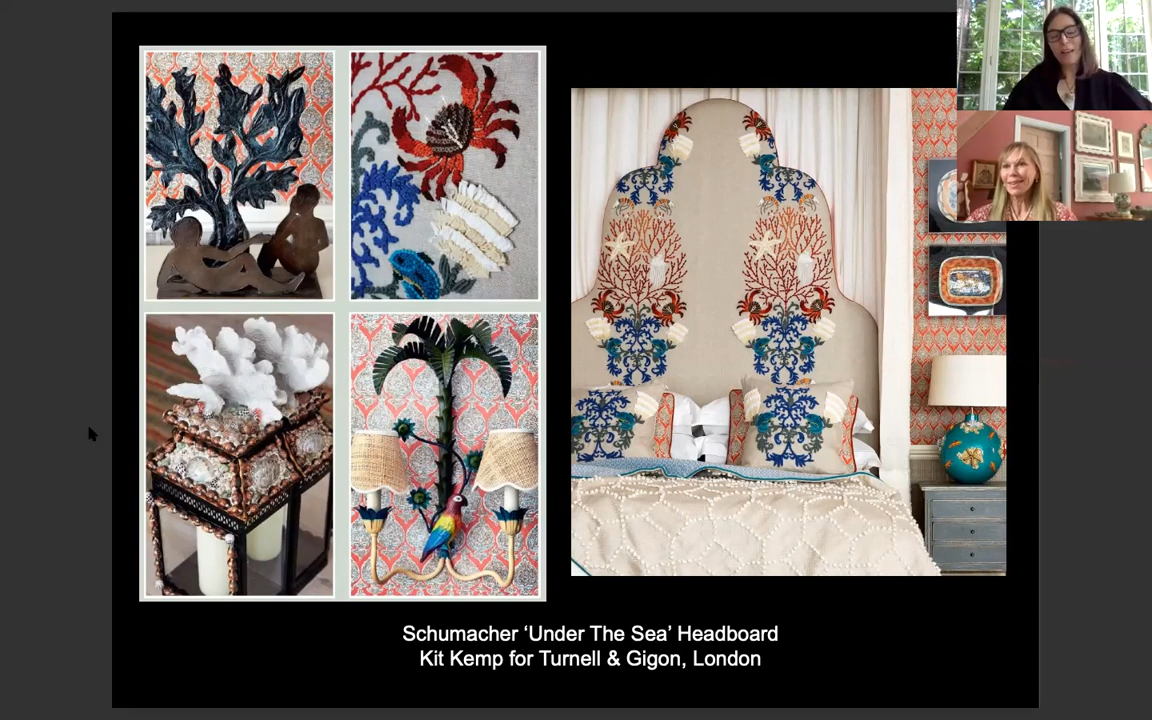 Schumacher ‘Under The Sea’ Headboard
Kit Kemp for Turnell & Gigon, London